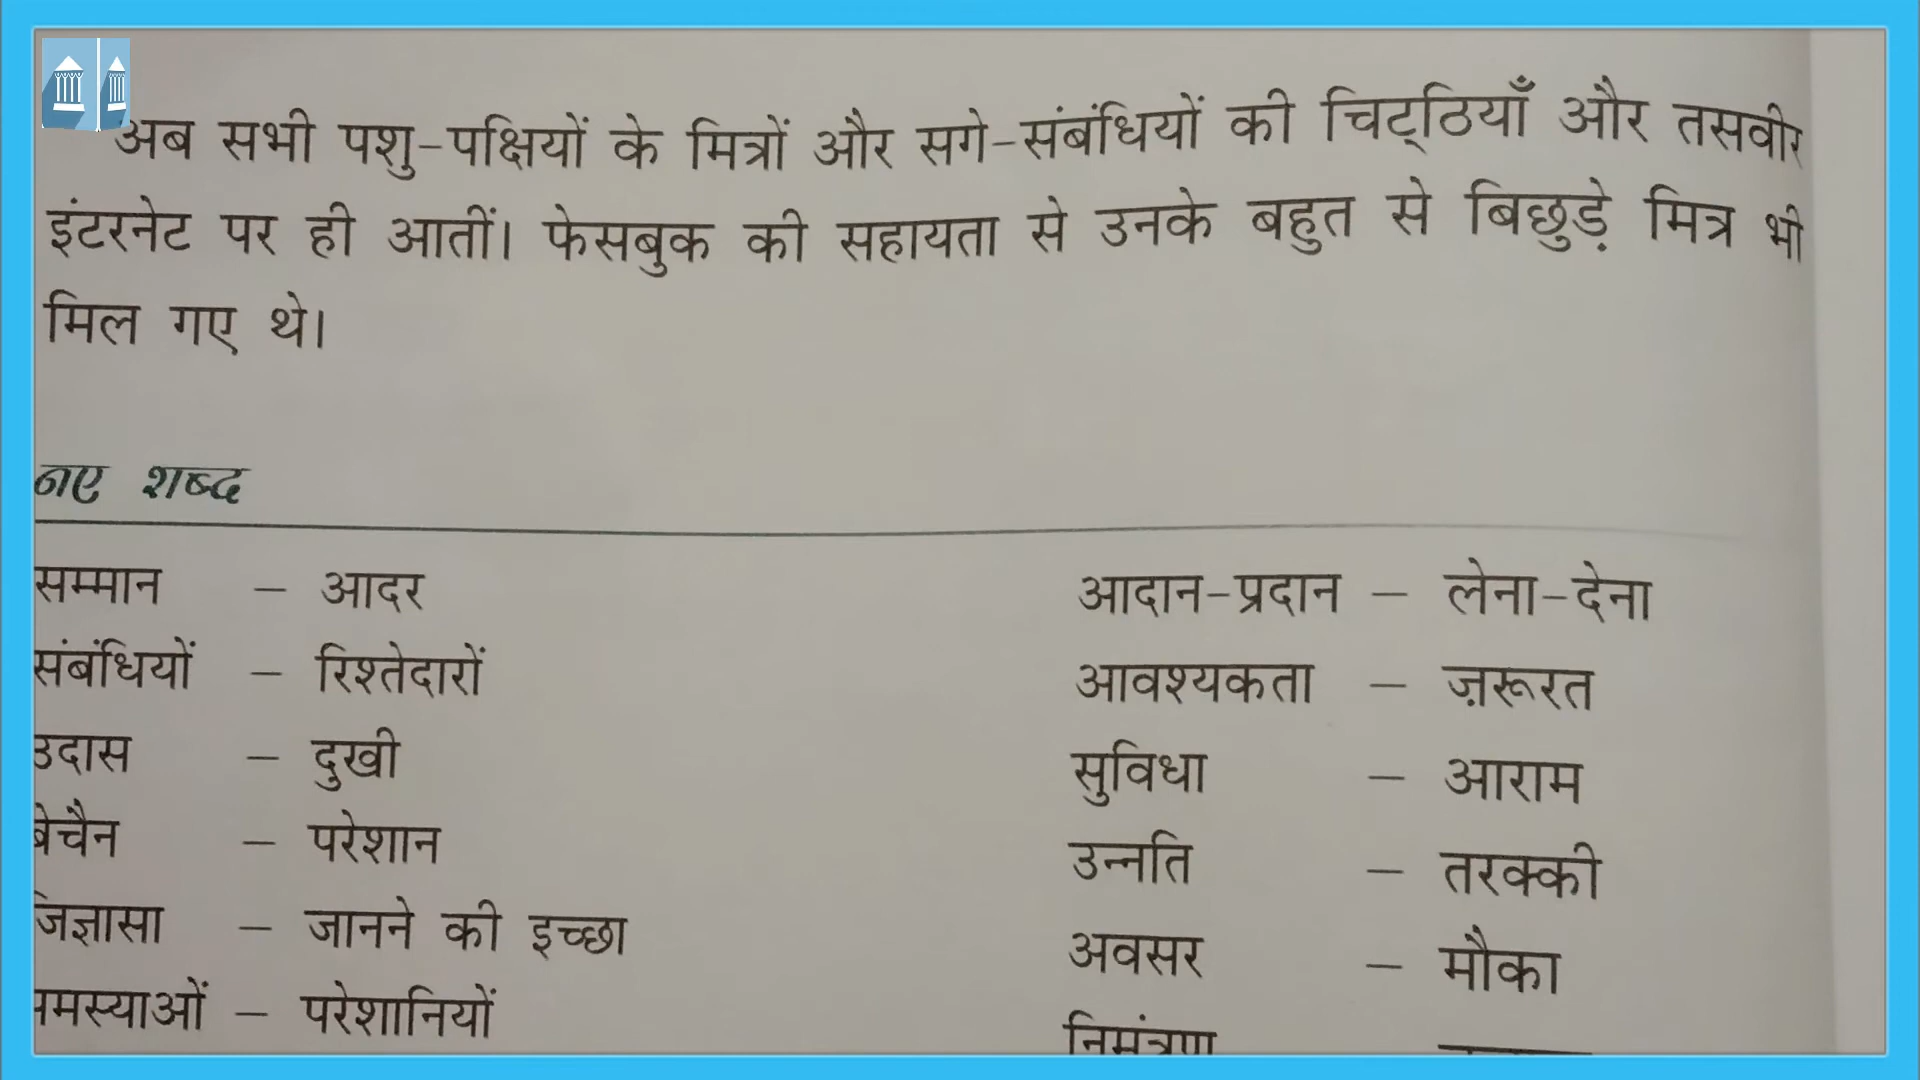 अब सभी पशु-पक्षियों के मित्रों और सगे-संबंधियों की चिट्ठियाँ और तसवीर
इंटरनेट पर ही आतीं। फेसबुक की सहायता से उनके बहुत से बिछुड़े मित्र भी
मिल गए थे।
नए शब्द
सम्मान – आदर
संबंधियों – रिश्तेदारों
उदास – दुखी
बेचैन – परेशान
जिज्ञासा – जानने की इच्छा
समस्याओं – परेशानियों
आदान-प्रदान – लेना-देना
आवश्यकता – ज़रूरत
सुविधा – आराम
उन्नति – तरक्की
अवसर – मौका
निमंत्रण